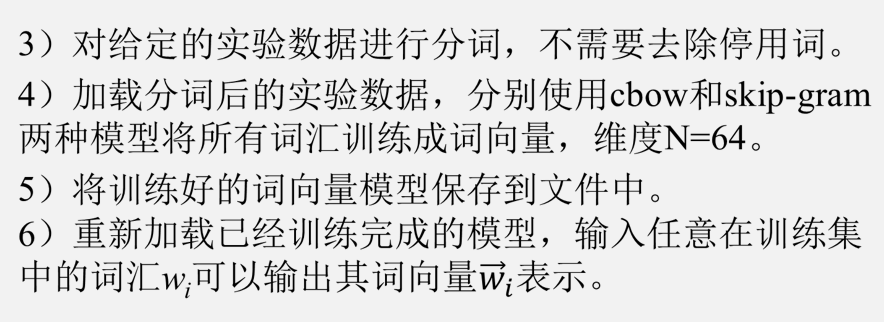 3）对给定的实验数据进行分词，不需要去除停用词。
4）加载分词后的实验数据，分别使用cbow和skip-gram
两种模型将所有词汇训练成词向量，维度N=64。
5）将训练好的词向量模型保存到文件中。
6）重新加载已经训练完成的模型，输入任意在训练集
中的词汇wᵢ可以输出其词向量w⃗ᵢ表示。